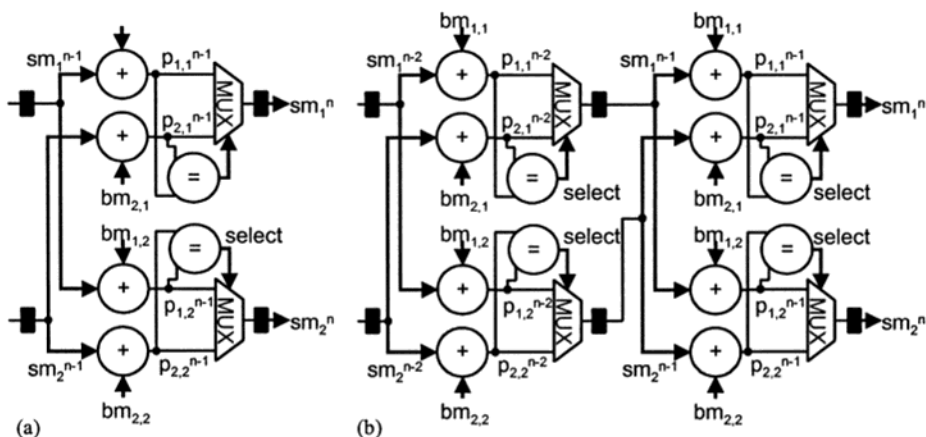 sm₁ⁿ⁻¹
+
p₁,₁ⁿ⁻¹
MUX
sm₁ⁿ
+
p₂,₁ⁿ⁻¹
=
bm₂,₁
bm₁,₂
=
select
+
p₁,₂ⁿ⁻¹
MUX
sm₂ⁿ
+
sm₂ⁿ⁻¹
p₂,₂ⁿ⁻¹
bm₂,₂
(a)
bm₁,₁
sm₁ⁿ⁻²
+
p₁,₁ⁿ⁻²
MUX
+
p₂,₁ⁿ⁻²
=
select
bm₂,₁
bm₁,₂
=
select
+
p₁,₂ⁿ⁻²
MUX
+
sm₂ⁿ⁻²
p₂,₂ⁿ⁻²
bm₂,₂
bm₁,₁
sm₁ⁿ⁻¹
+
p₁,₁ⁿ⁻¹
MUX
sm₁ⁿ
+
p₂,₁ⁿ⁻¹
=
select
bm₂,₁
bm₁,₂
=
select
+
p₁,₂ⁿ⁻¹
MUX
sm₂ⁿ
+
sm₂ⁿ⁻¹
p₂,₂ⁿ⁻¹
bm₂,₂
(b)